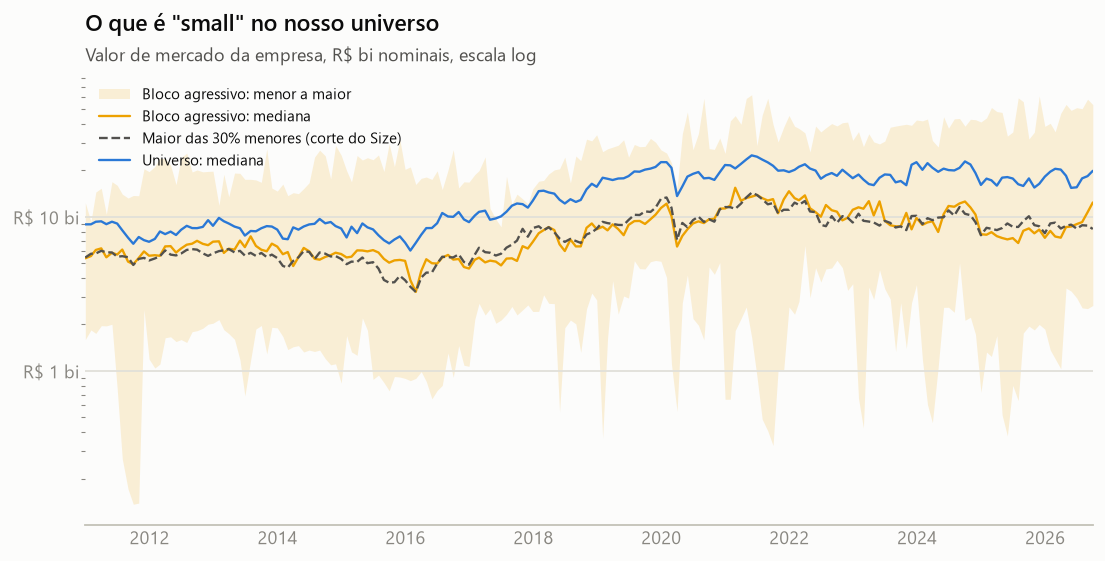 O que é "small" no nosso universo
Valor de mercado da empresa, R$ bi nominais, escala log
Bloco agressivo: menor a maior
Bloco agressivo: mediana
Maior das 30% menores (corte do Size)
Universo: mediana
R$ 10 bi
R$ 1 bi
2012 2014 2016 2018 2020 2022 2024 2026